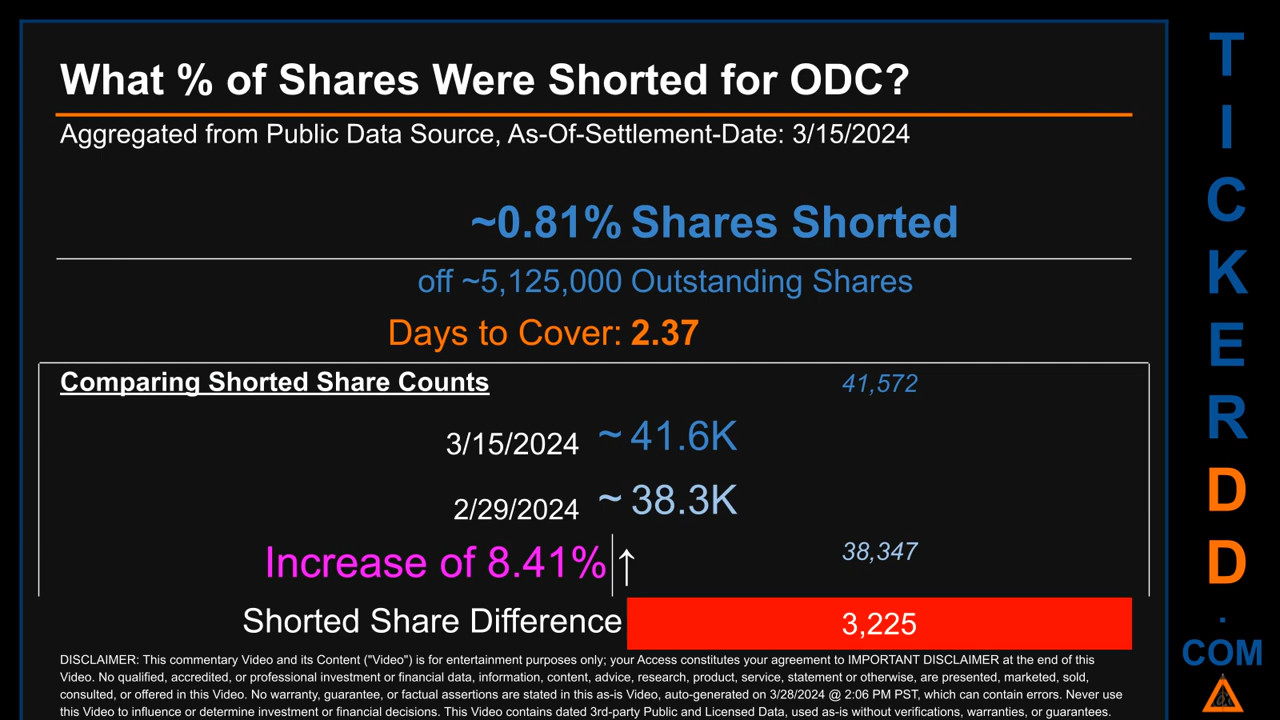 What % of Shares Were Shorted for ODC?
Aggregated from Public Data Source, As-Of-Settlement-Date: 3/15/2024
~0.81% Shares Shorted
off ~5,125,000 Outstanding Shares
Days to Cover: 2.37
Comparing Shorted Share Counts 41,572
3/15/2024 ~ 41.6K
2/29/2024 ~ 38.3K
38,347
Increase of 8.41% ↑
Shorted Share Difference 3,225
DISCLAIMER: This commentary Video and its Content ("Video") is for entertainment purposes only; your Access constitutes your agreement to IMPORTANT DISCLAIMER at the end of this
Video. No qualified, accredited, or professional investment or financial data, information, content, advice, research, product, service, statement or otherwise, are presented, marketed, sold,
consulted, or offered in this Video. No warranty, guarantee, or factual assertions are stated in this as-is Video, auto-generated on 3/28/2024 @ 2:06 PM PST, which can contain errors. Never use
this Video to influence or determine investment or financial decisions. This Video contains dated 3rd-party Public and Licensed Data, used as-is without verifications, warranties, or guarantees.
T
I
C
K
E
R
D
D
.
COM